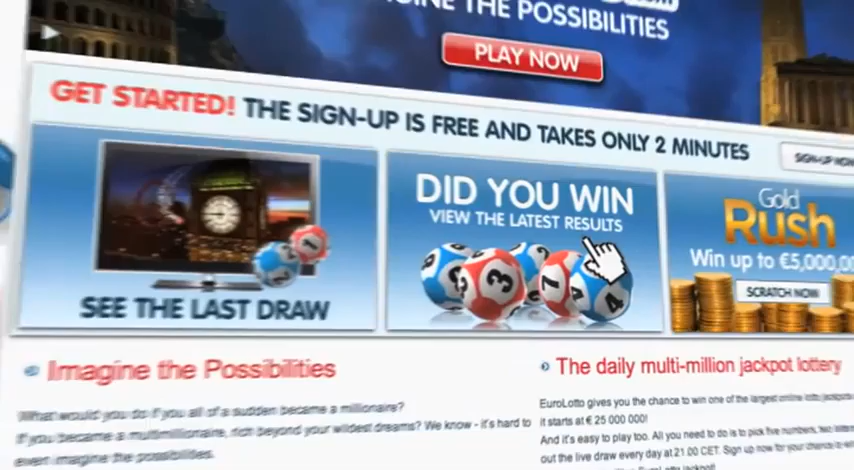 THE POSSIBILITIES
PLAY NOW
GET STARTED! THE SIGN-UP IS FREE AND TAKES ONLY 2 MINUTES
SIGN-UP NOW
SEE THE LAST DRAW
1
DID YOU WIN
VIEW THE LATEST RESULTS
3
7
4
Gold
Rush
Win up to €5,000,00
SCRATCH NOW
Imagine the Possibilities
What would you do if you all of a sudden became a millionaire?
If you became a multimillionaire, rich beyond your wildest dreams? We know - it's hard to
even imagine the possibilities.
The daily multi-million jackpot lottery
EuroLotto gives you the chance to win one of the largest online lotto jackpots
it starts at € 25 000 000!
And it's easy to play too. All you need to do is to pick five numbers, two
out the live draw every day at 21.00 CET. Sign up now for your chance to
EuroLotto jackpot!